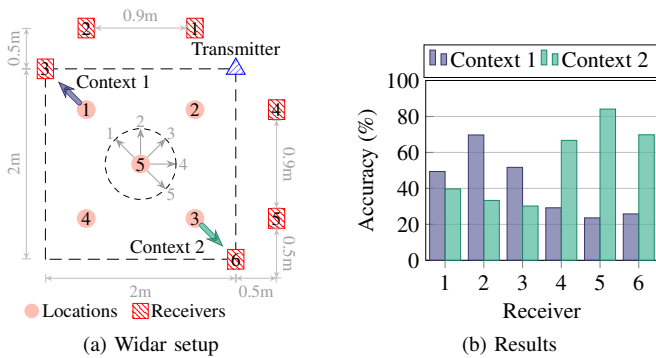 0.9m
2
1
0.5m
Transmitter
3
Context 1
1
2
4
1
2
3
4
5
5
2m
0.9m
4
3
5
Context 2
6
0.5m
2m
0.5m
Locations
Receivers
(a) Widar setup
Context 1
Context 2
Accuracy (%)
100
80
60
40
20
0
1 2 3 4 5 6
Receiver
(b) Results